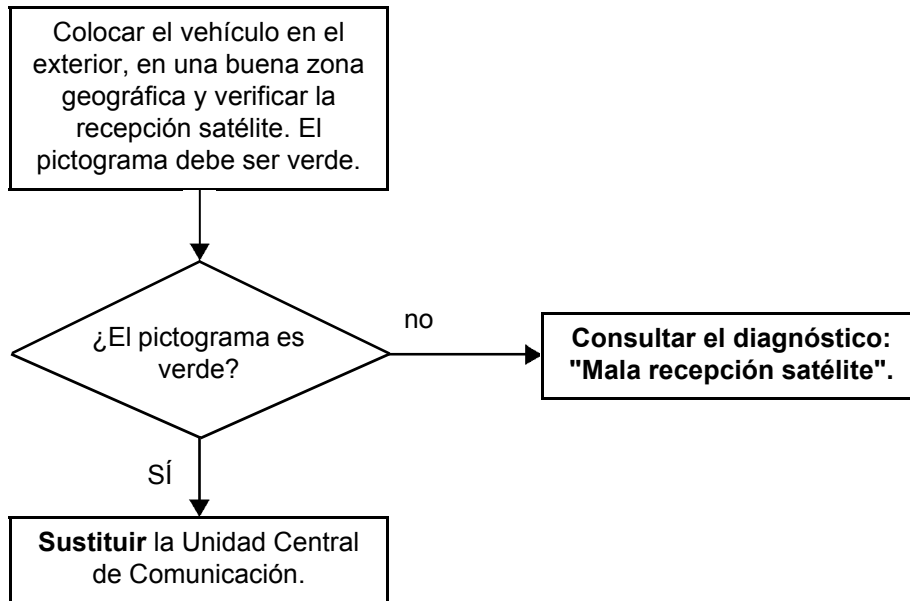 Colocar el vehículo en el
exterior, en una buena zona
geográfica y verificar la
recepción satélite. El
pictograma debe ser verde.
¿El pictograma es
verde?
no
Consultar el diagnóstico:
"Mala recepción satélite".
SÍ
Sustituir la Unidad Central
de Comunicación.